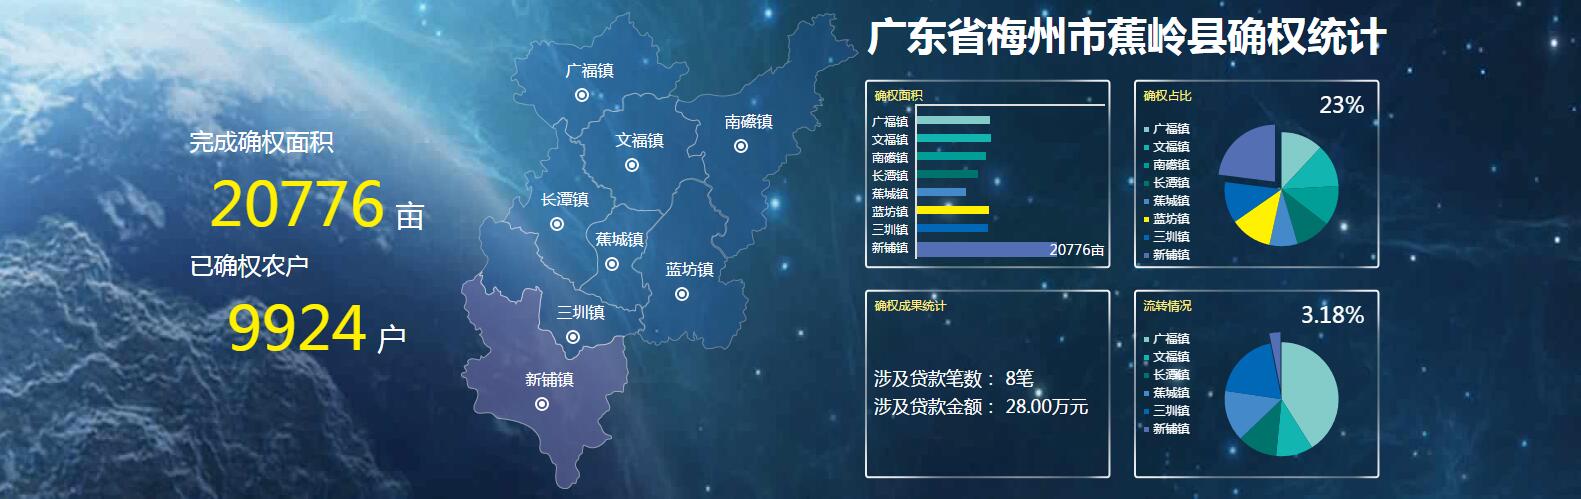 广东省梅州市蕉岭县确权统计
完成确权面积
20776 亩
已确权农户
9924 户
广福镇
南磜镇
文福镇
长潭镇
蕉城镇
蓝坊镇
三圳镇
新铺镇
确权面积
广福镇
文福镇
南磜镇
长潭镇
蕉城镇
蓝坊镇
三圳镇
新铺镇
20776亩
确权占比
23%
广福镇
文福镇
南磜镇
长潭镇
蕉城镇
蓝坊镇
三圳镇
新铺镇
确权成果统计
涉及贷款笔数： 8笔
涉及贷款金额： 28.00万元
流转情况
3.18%
广福镇
文福镇
长潭镇
蕉城镇
三圳镇
新铺镇